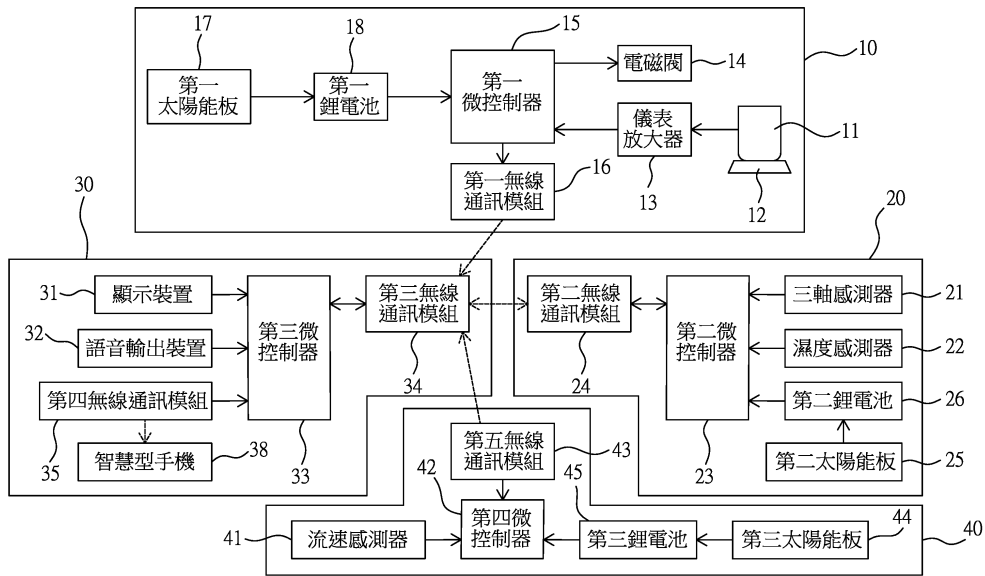 17
18
15
10
第一
太陽能板
第一
鋰電池
第一
微控制器
電磁閥
14
儀表
放大器
11
13
12
第一無線
通訊模組
16
30
20
31
顯示裝置
32
語音輸出裝置
第四無線通訊模組
35
智慧型手機
38
第三微
控制器
33
第三無線
通訊模組
34
第二無線
通訊模組
24
第二微
控制器
23
三軸感測器
21
濕度感測器
22
第二鋰電池
26
第二太陽能板
25
第五無線
通訊模組
43
42
45
44
41
流速感測器
第四微
控制器
第三鋰電池
第三太陽能板
40